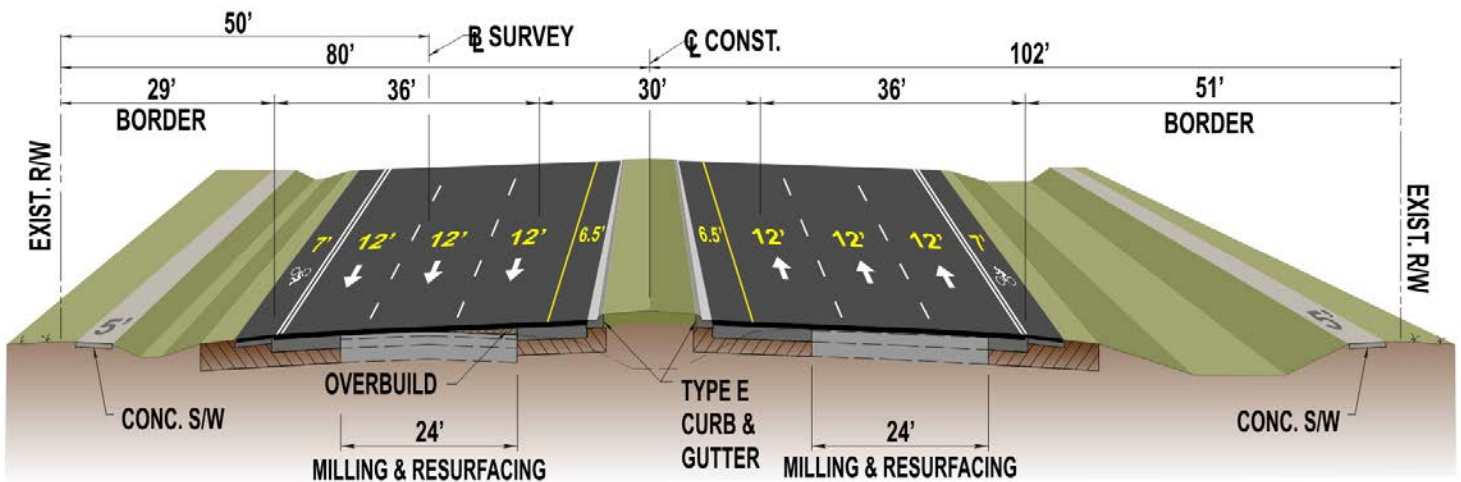 50'
℄ SURVEY
℄ CONST.
80'
102'
29'
36'
30'
36'
51'
BORDER
BORDER
EXIST. R/W
EXIST. R/W
7'
12'
12'
12'
6.5'
6.5'
12'
12'
12'
7'
5'
5'
OVERBUILD
CONC. S/W
TYPE E
CURB &
GUTTER
CONC. S/W
24'
24'
MILLING & RESURFACING
MILLING & RESURFACING